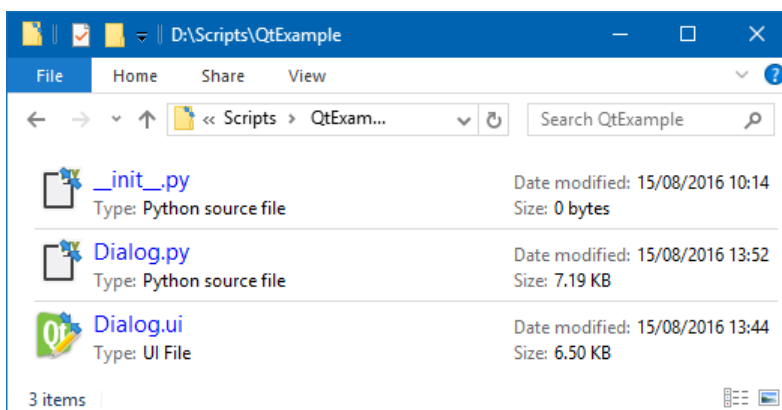 D:\Scripts\QtExample
File Home Share View
« Scripts > QtExam...
Search QtExample
__init__.py
Date modified: 15/08/2016 10:14
Type: Python source file
Size: 0 bytes
Dialog.py
Date modified: 15/08/2016 13:52
Type: Python source file
Size: 7.19 KB
Dialog.ui
Date modified: 15/08/2016 13:44
Type: UI File
Size: 6.50 KB
3 items